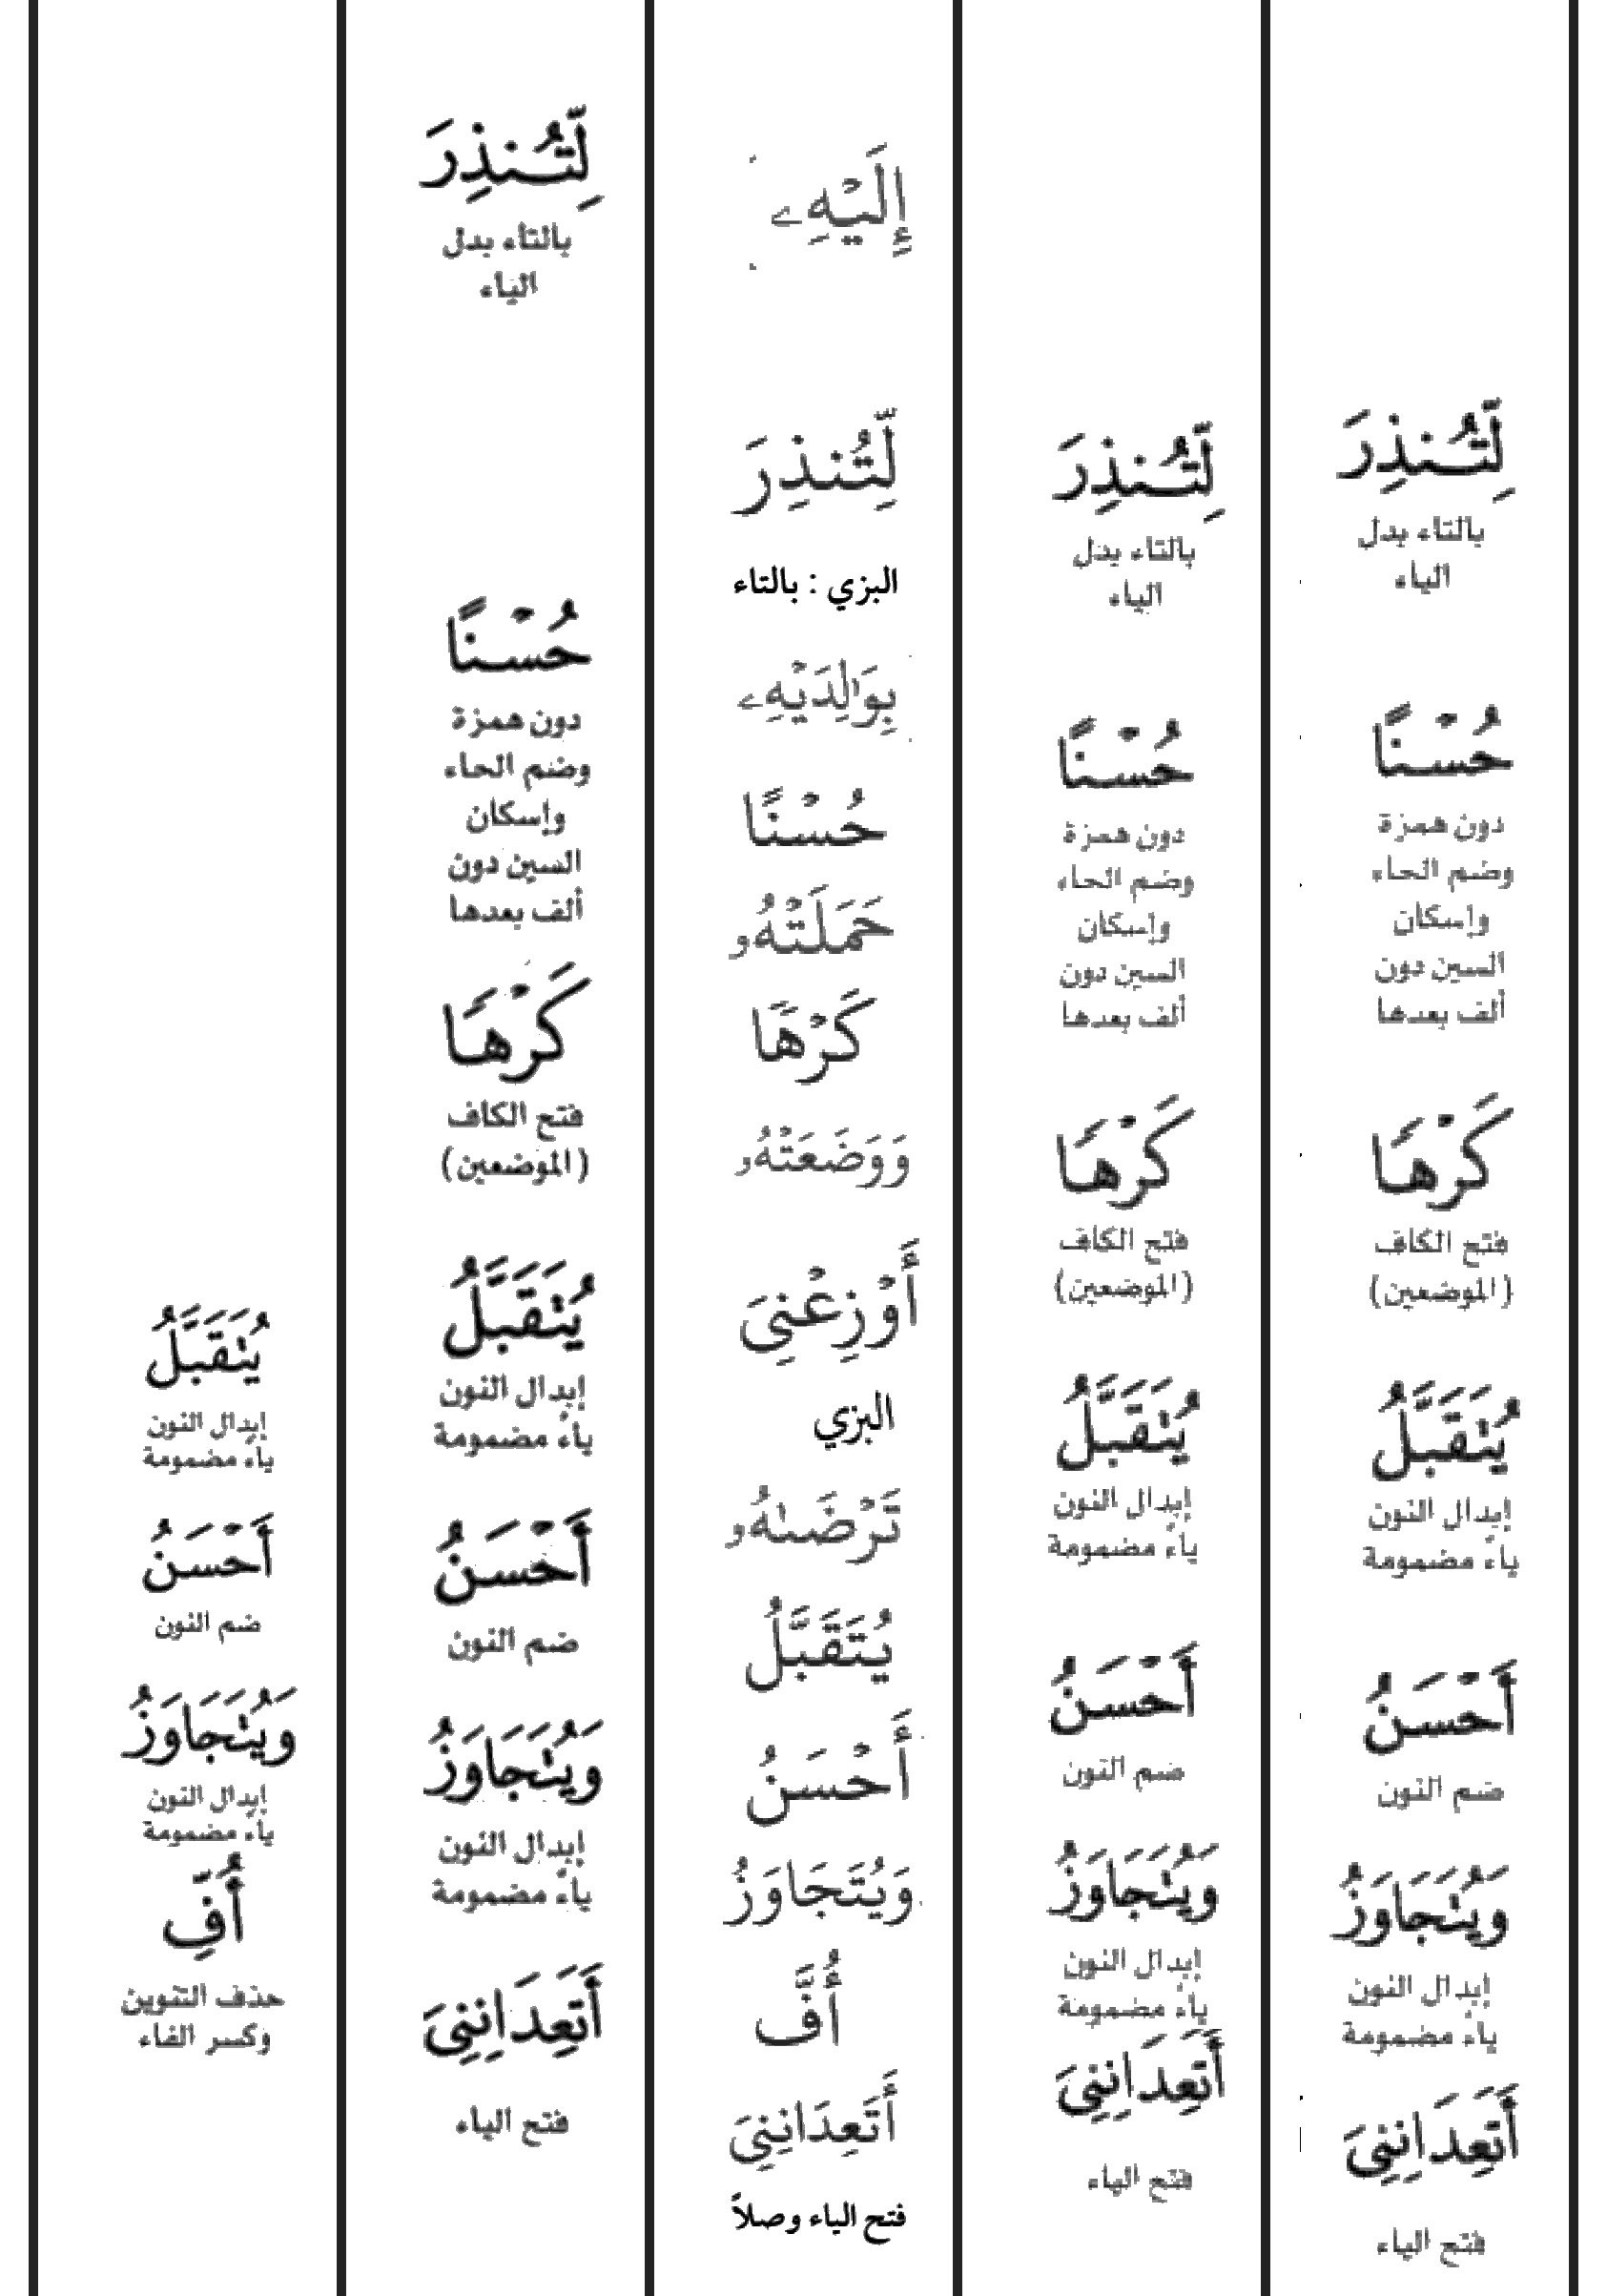 لِّتُنذِرَ
بالتاء بدل
الياء
حُسْنًا
دون همزة
وضم الحاء
وإسكان
السين دون
ألف بعدها
كَرْهًا
فتح الكاف
(الموضعين)
يُتَقَبَّلُ
إبدال النون
ياءً مضمومة
أَحْسَنُ
ضم النون
وَيُتَجَاوَزُ
إبدال النون
ياءً مضمومة
أَتَعِدَانِنِىَ
فتح الياء
لِّتُنذِرَ
بالتاء بدل
الياء
حُسْنًا
دون همزة
وضم الحاء
وإسكان
السين دون
ألف بعدها
كَرْهًا
فتح الكاف
(الموضعين)
يُتَقَبَّلُ
إبدال النون
ياءً مضمومة
أَحْسَنُ
ضم النون
وَيُتَجَاوَزُ
إبدال النون
ياءً مضمومة
أَتَعِدَانِنِىَ
فتح الياء
إِلَيْهِۦ
لِّتُنذِرَ
البزي : بالتاء
بِوَٰلِدَيْهِۦ
حُسْنًا
حَمَلَتْهُۥ
كَرْهًا
وَوَضَعَتْهُۥ
أَوْزِعْنِىَ
البزي
تَرْضَىٰهُۥ
يُتَقَبَّلُ
أَحْسَنُ
وَيُتَجَاوَزُ
أُفَّ
أَتَعِدَانِنِىَ
فتح الياء وصلاً
لِّتُنذِرَ
بالتاء بدل
الياء
حُسْنًا
دون همزة
وضم الحاء
وإسكان
السين دون
ألف بعدها
كَرْهًا
فتح الكاف
(الموضعين)
يُتَقَبَّلُ
إبدال النون
ياءً مضمومة
أَحْسَنُ
ضم النون
وَيُتَجَاوَزُ
إبدال النون
ياءً مضمومة
أَتَعِدَانِنِىَ
فتح الياء
يُتَقَبَّلُ
إبدال النون
ياءً مضمومة
أَحْسَنُ
ضم النون
وَيُتَجَاوَزُ
إبدال النون
ياءً مضمومة
أُفِّ
حذف التنوين
وكسر الفاء